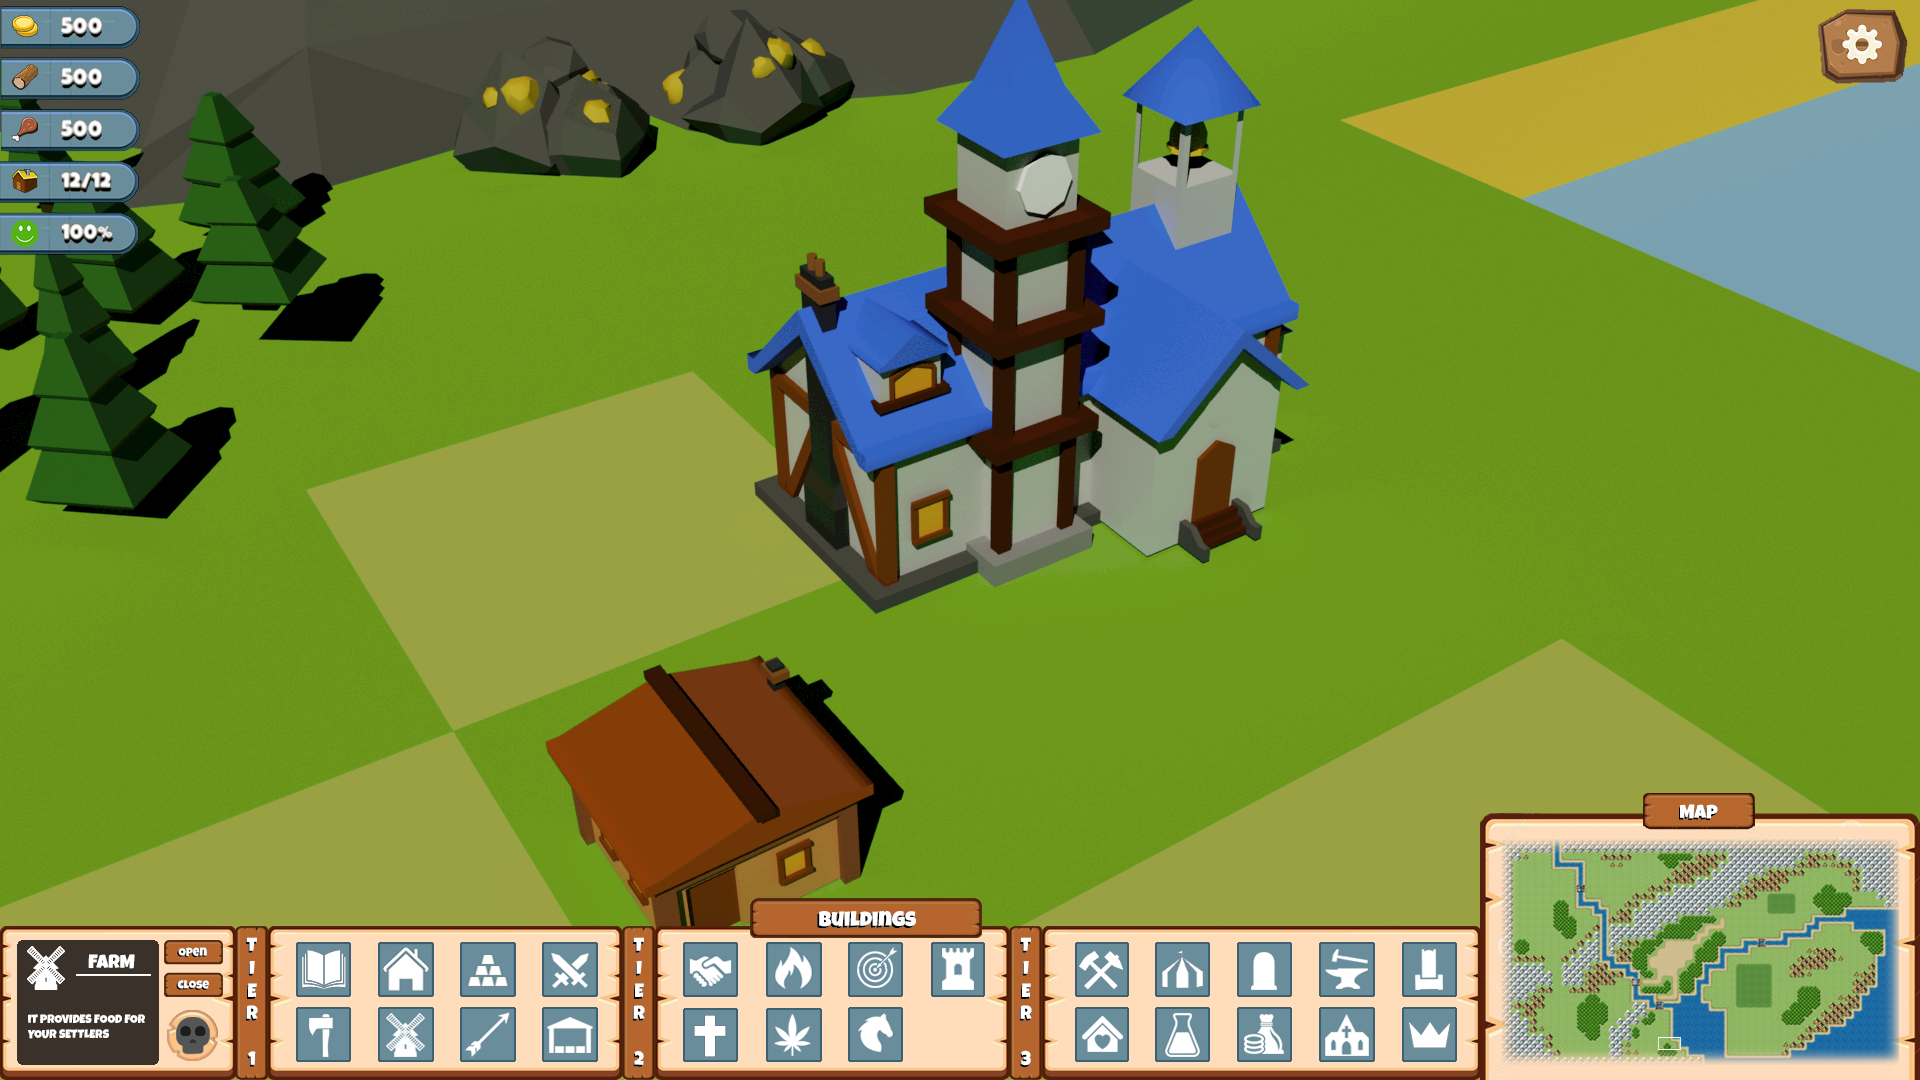 500
500
500
12/12
100%
MAP
BUILDINGS
FARM
IT PROVIDES FOOD FOR
YOUR SETTLERS
OPEN
CLOSE
TIER 1
TIER 2
TIER 3